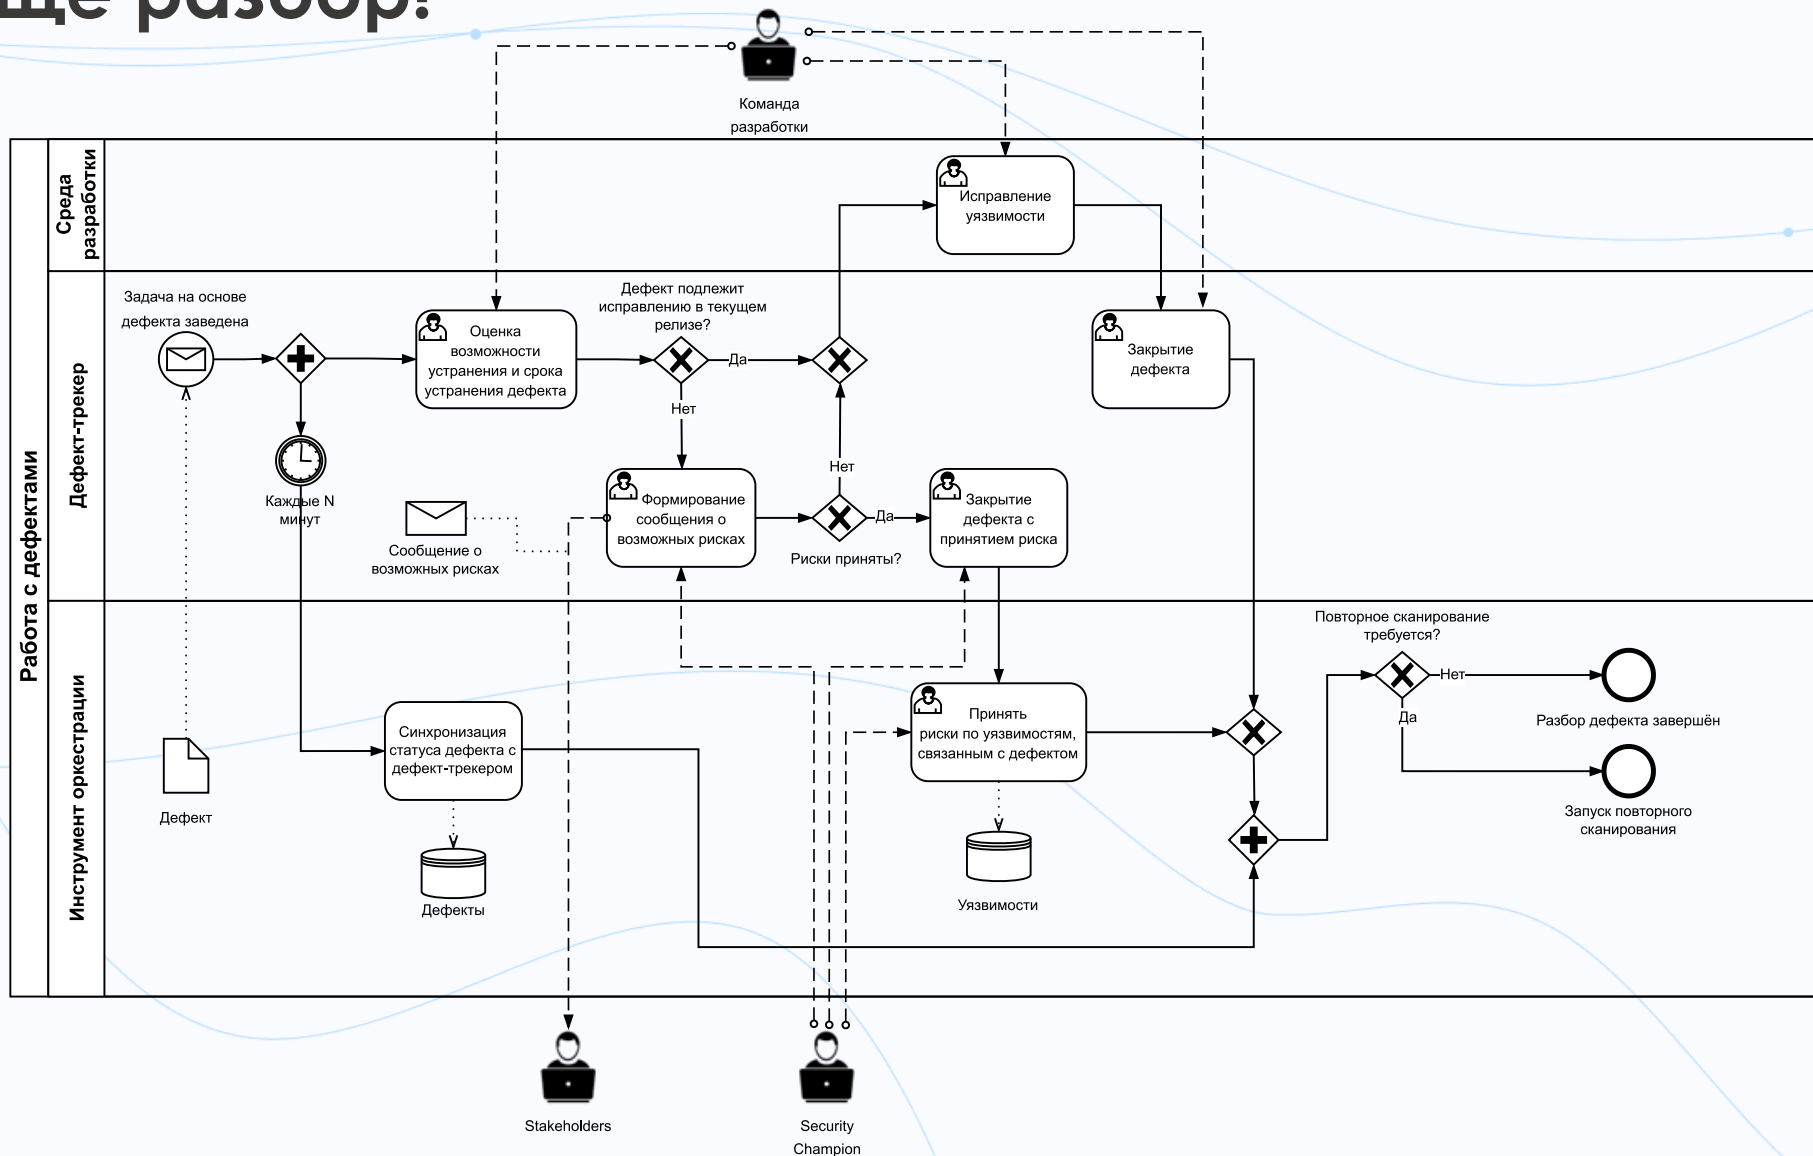 ще разбор!
Команда
разработки
Работа с дефектами
Среда
разработки
Исправление
уязвимости
Дефект-трекер
Задача на основе
дефекта заведена
Оценка
возможности
устранения и срока
устранения дефекта
Дефект подлежит
исправлению в текущем
релизе?
Да
Нет
Закрытие
дефекта
Каждые N
минут
Сообщение о
возможных рисках
Формирование
сообщения о
возможных рисках
Нет
Риски приняты?
Да
Закрытие
дефекта с
принятием риска
Инструмент оркестрации
Дефект
Синхронизация
статуса дефекта с
дефект-трекером
Дефекты
Принять
риски по уязвимостям,
связанным с дефектом
Уязвимости
Повторное сканирование
требуется?
Нет
Да
Разбор дефекта завершён
Запуск повторного
сканирования
Stakeholders
Security
Champion